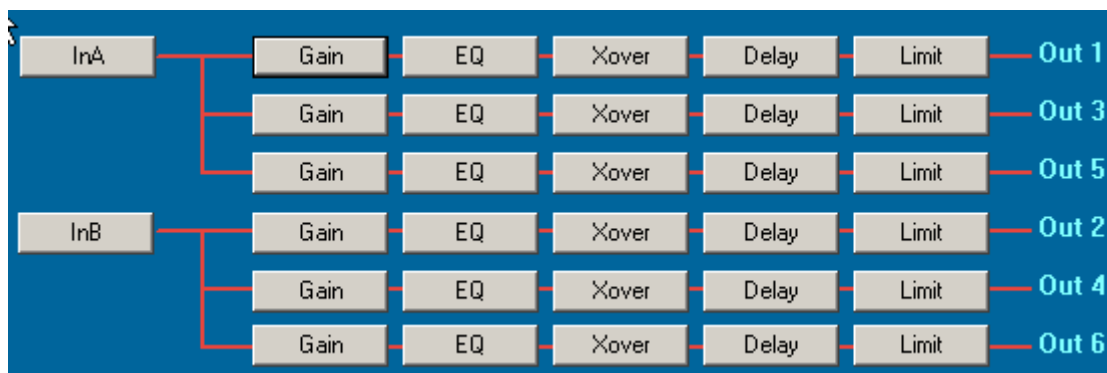 InA Gain EQ Xover Delay Limit Out 1
Gain EQ Xover Delay Limit Out 3
Gain EQ Xover Delay Limit Out 5
InB Gain EQ Xover Delay Limit Out 2
Gain EQ Xover Delay Limit Out 4
Gain EQ Xover Delay Limit Out 6